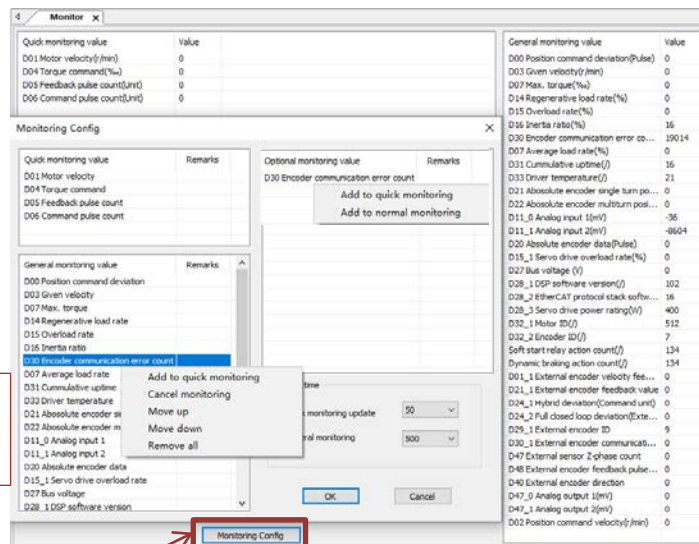 Monitor x
Quick monitoring value Value
D01 Motor velocity(r/min) 0
D04 Torque command(‰) 0
D05 Feedback pulse count(Unit) 0
D06 Command pulse count(Unit) 0
General monitoring value Value
D00 Position command deviation(Pulse) 0
D03 Given velocity(r/min) 0
D07 Max. torque(‰) 0
D14 Regenerative load rate(%) 0
D15 Overload rate(%) 0
D16 Inertia ratio(%) 16
D30 Encoder communication error co... 19014
D07 Average load rate(%) 0
D31 Cummulative uptime(/) 16
D33 Driver temperature(/) 21
D21 Abosolute encoder single turn po... 0
D22 Abosolute encoder multiturn posi... 0
D11_0 Analog input 1(mV) -36
D11_1 Analog input 2(mV) -8604
D20 Absolute encoder data(Pulse) 0
D15_1 Servo drive overload rate(%) 0
D27 Bus voltage (V) 0
D28_1 DSP software version(/) 102
D28_2 EtherCAT protocol stack softw... 16
D28_3 Servo drive power rating(W) 400
D32_1 Motor ID(/) 512
D32_2 Encoder ID(/) 7
Soft start relay action count(/) 134
Dynamic braking action count(/) 134
D01_1 External encoder velocity fee... 0
D21_1 External encoder feedback value 0
D24_1 Hybrid deviation(Command unit) 0
D24_2 Full closed loop deviation(Exte... 0
D29_1 External encoder ID 9
D30_1 External encoder communicati... 0
D47 External sensor Z-phase count 0
D48 External encoder feedback pulse... 0
D40 External encoder direction 0
D47_0 Analog output 1(mV) 0
D47_1 Analog output 2(mV) 0
D02 Position command velocity(r/min) 0
Monitoring Config
Quick monitoring value Remarks
D01 Motor velocity
D04 Torque command
D05 Feedback pulse count
D06 Command pulse count
Optional monitoring value Remarks
D30 Encoder communication error count
Add to quick monitoring
Add to normal monitoring
General monitoring value Remarks
D00 Position command deviation
D03 Given velocity
D07 Max. torque
D14 Regenerative load rate
D15 Overload rate
D16 Inertia ratio
D30 Encoder communication error count
D07 Average load rate
D31 Cummulative uptime
D33 Driver temperature
D21 Abosolute encoder si
D22 Abosolute encoder m
D11_0 Analog input 1
D11_1 Analog input 2
D20 Absolute encoder data
D15_1 Servo drive overload rate
D27 Bus voltage
D28_1 DSP software version
Add to quick monitoring
Cancel monitoring
Move up
Move down
Remove all
time
monitoring update 50
monitoring 500
OK Cancel
Monitoring Config